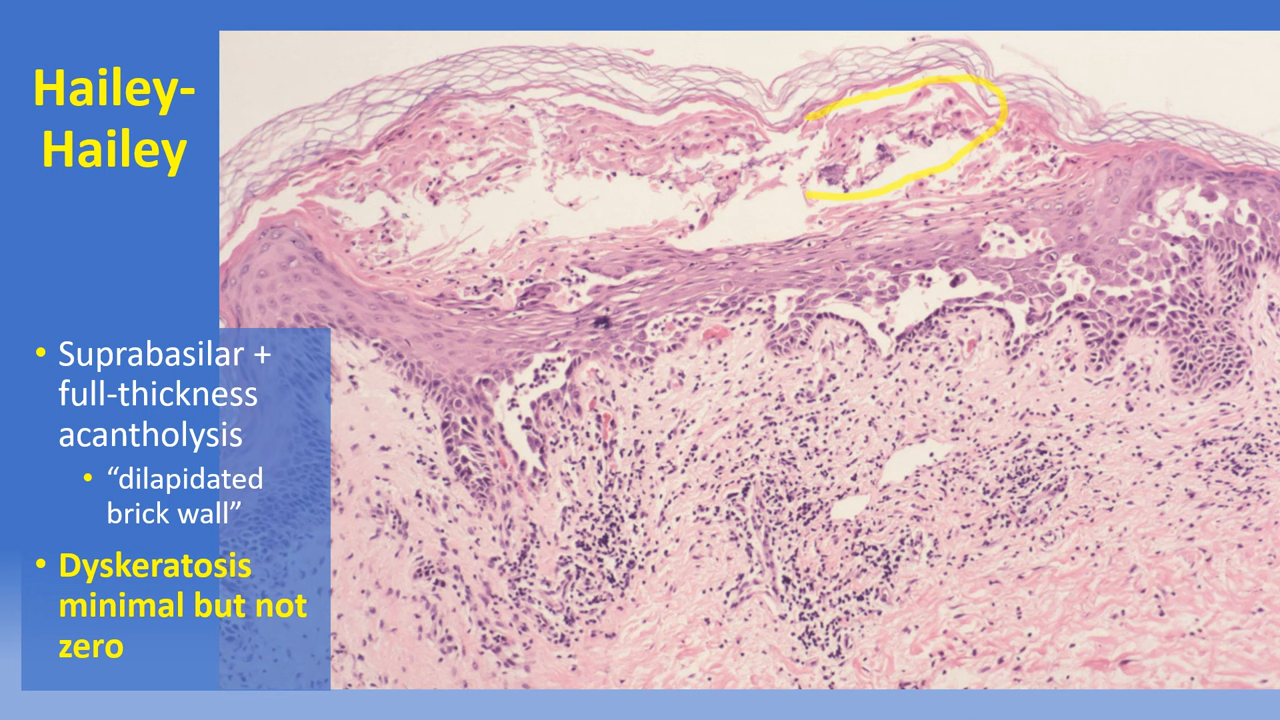 Hailey-
Hailey
• Suprabasilar +
full-thickness
acantholysis
• “dilapidated
brick wall”
• Dyskeratosis
minimal but not
zero